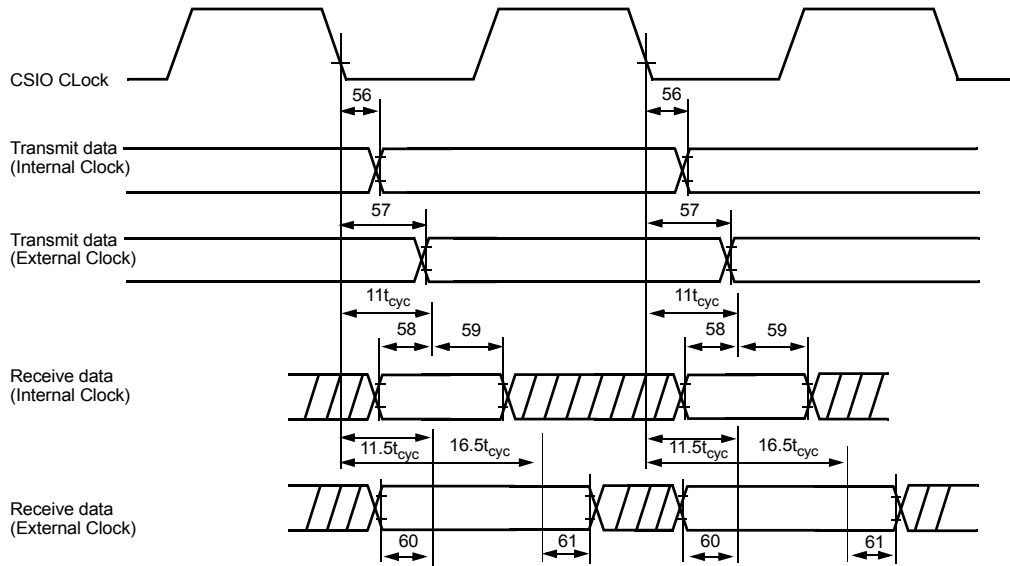 CSIO CLock
56 56
Transmit data
(Internal Clock)
57 57
Transmit data
(External Clock)
11tcyc 11tcyc
58 59 58 59
Receive data
(Internal Clock)
11.5tcyc 16.5tcyc 11.5tcyc 16.5tcyc
Receive data
(External Clock)
60 61 60 61